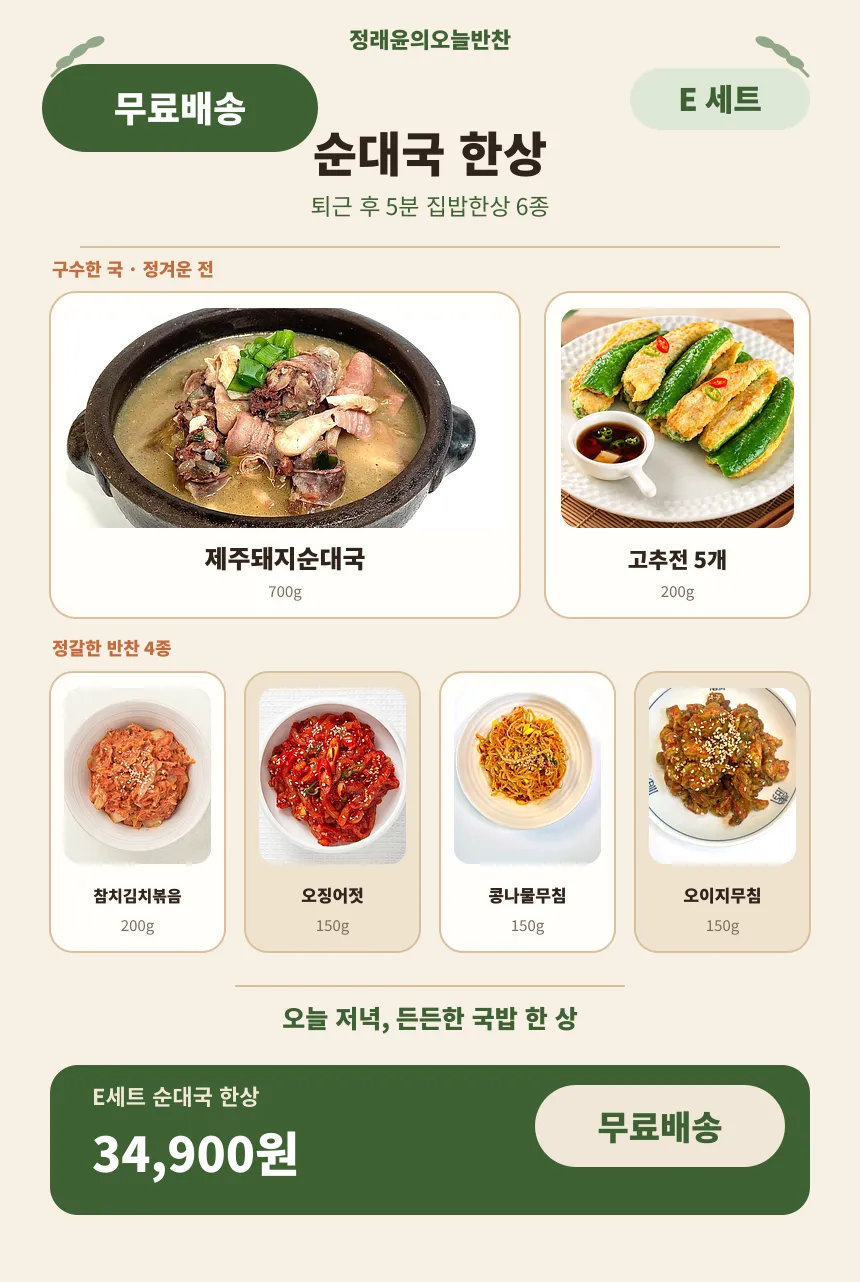 정래윤의오늘반찬
무료배송
E 세트
순대국 한상
퇴근 후 5분 집밥한상 6종
구수한 국 · 정겨운 전
제주돼지순대국
700g
고추전 5개
200g
정갈한 반찬 4종
참치김치볶음
200g
오징어젓
150g
콩나물무침
150g
오이지무침
150g
오늘 저녁, 든든한 국밥 한 상
E세트 순대국 한상
34,900원
무료배송